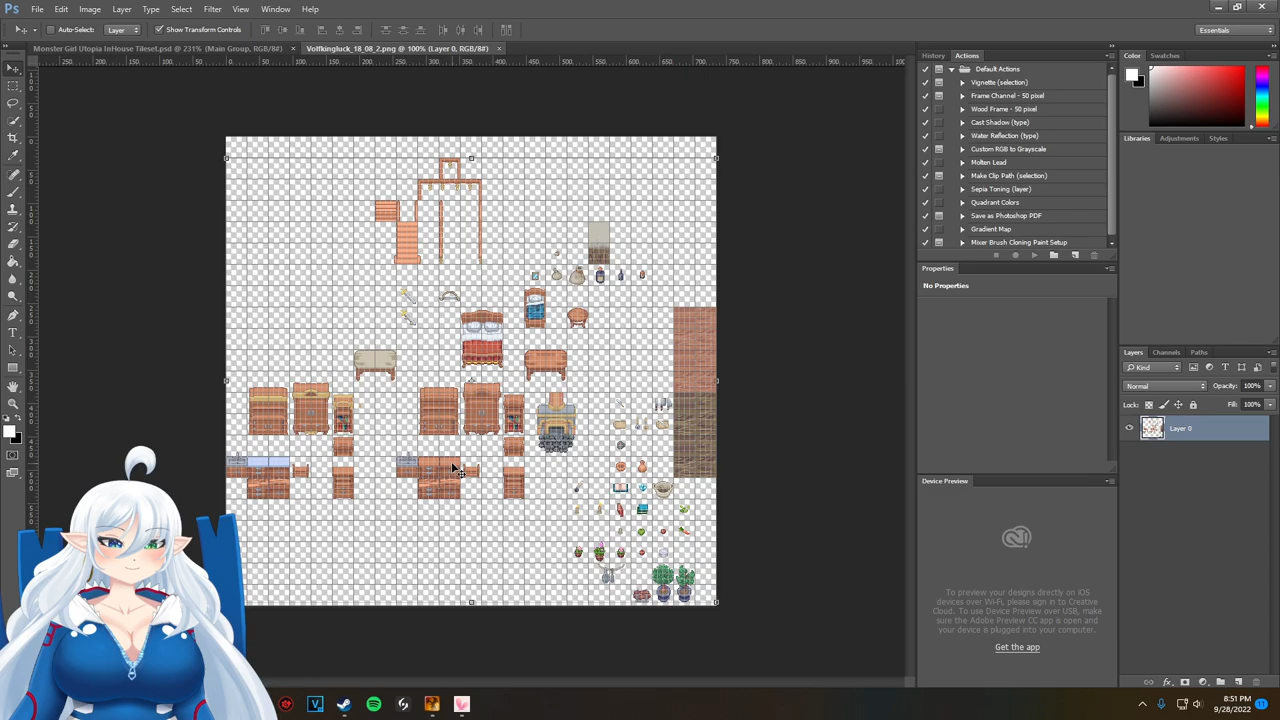 Ps File Edit Image Layer Type Select Filter View Window Help
Auto-Select: Layer Show Transform Controls Essentials
Monster Girl Utopia InHouse Tileset.psd @ 231% (Main Group, RGB/8#) × Volfkingluck_18_08_2.png @ 100% (Layer 0, RGB/8#) ×
History Actions
Default Actions
Vignette (selection)
Frame Channel - 50 pixel
Wood Frame - 50 pixel
Cast Shadow (type)
Water Reflection (type)
Custom RGB to Grayscale
Molten Lead
Make Clip Path (selection)
Sepia Toning (layer)
Quadrant Colors
Save as Photoshop PDF
Gradient Map
Mixer Brush Cloning Paint Setup
Properties
No Properties
Color Swatches
Libraries Adjustments Styles
Layers Channels Paths
Kind
Normal Opacity: 100%
Lock: Fill: 100%
Layer 0
Device Preview
To preview your designs directly on iOS
devices over Wi-Fi, please sign in to Creative
Cloud. To use Device Preview over USB, make
sure the Adobe Preview CC app is open and
your device is plugged into your computer.
Get the app
8:51 PM
9/28/2022